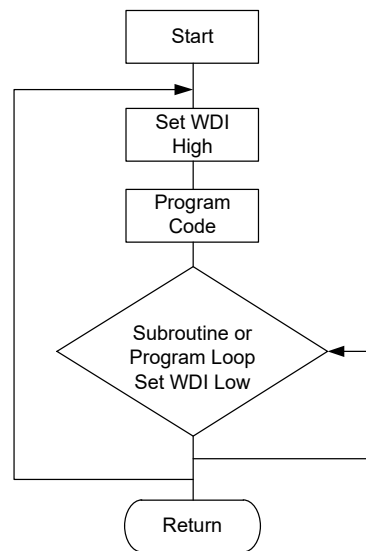 Start
Set WDI
High
Program
Code
Subroutine or
Program Loop
Set WDI Low
Return